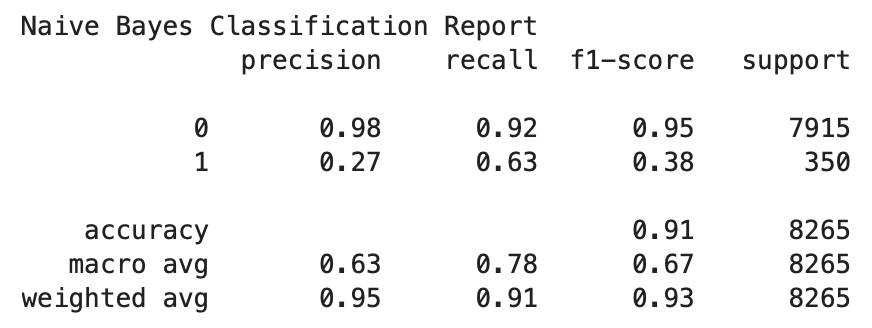 Naive Bayes Classification Report
precision recall f1-score support
0 0.98 0.92 0.95 7915
1 0.27 0.63 0.38 350
accuracy 0.91 8265
macro avg 0.63 0.78 0.67 8265
weighted avg 0.95 0.91 0.93 8265